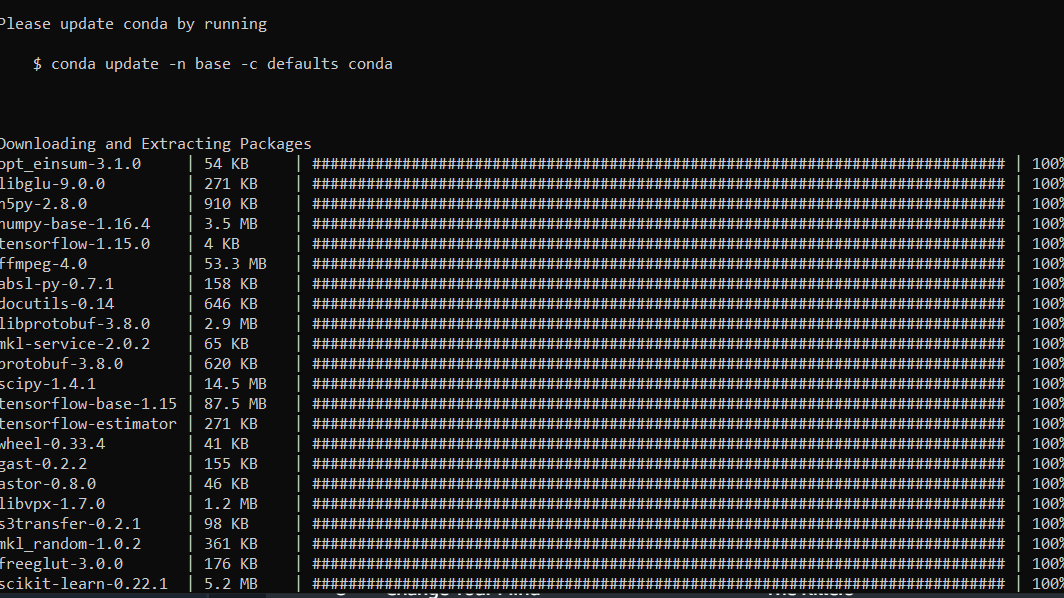 Please update conda by running
$ conda update -n base -c defaults conda
Downloading and Extracting Packages
opt_einsum-3.1.0 | 54 KB | ############################################################################# | 100%
libglu-9.0.0 | 271 KB | ############################################################################# | 100%
h5py-2.8.0 | 910 KB | ############################################################################# | 100%
numpy-base-1.16.4 | 3.5 MB | ############################################################################# | 100%
tensorflow-1.15.0 | 4 KB | ############################################################################# | 100%
ffmpeg-4.0 | 53.3 MB | ############################################################################# | 100%
absl-py-0.7.1 | 158 KB | ############################################################################# | 100%
docutils-0.14 | 646 KB | ############################################################################# | 100%
libprotobuf-3.8.0 | 2.9 MB | ############################################################################# | 100%
mkl-service-2.0.2 | 65 KB | ############################################################################# | 100%
protobuf-3.8.0 | 620 KB | ############################################################################# | 100%
scipy-1.4.1 | 14.5 MB | ############################################################################# | 100%
tensorflow-base-1.15 | 87.5 MB | ############################################################################# | 100%
tensorflow-estimator | 271 KB | ############################################################################# | 100%
wheel-0.33.4 | 41 KB | ############################################################################# | 100%
gast-0.2.2 | 155 KB | ############################################################################# | 100%
astor-0.8.0 | 46 KB | ############################################################################# | 100%
libvpx-1.7.0 | 1.2 MB | ############################################################################# | 100%
s3transfer-0.2.1 | 98 KB | ############################################################################# | 100%
mkl_random-1.0.2 | 361 KB | ############################################################################# | 100%
freeglut-3.0.0 | 176 KB | ############################################################################# | 100%
scikit-learn-0.22.1 | 5.2 MB | ############################################################################# | 100%